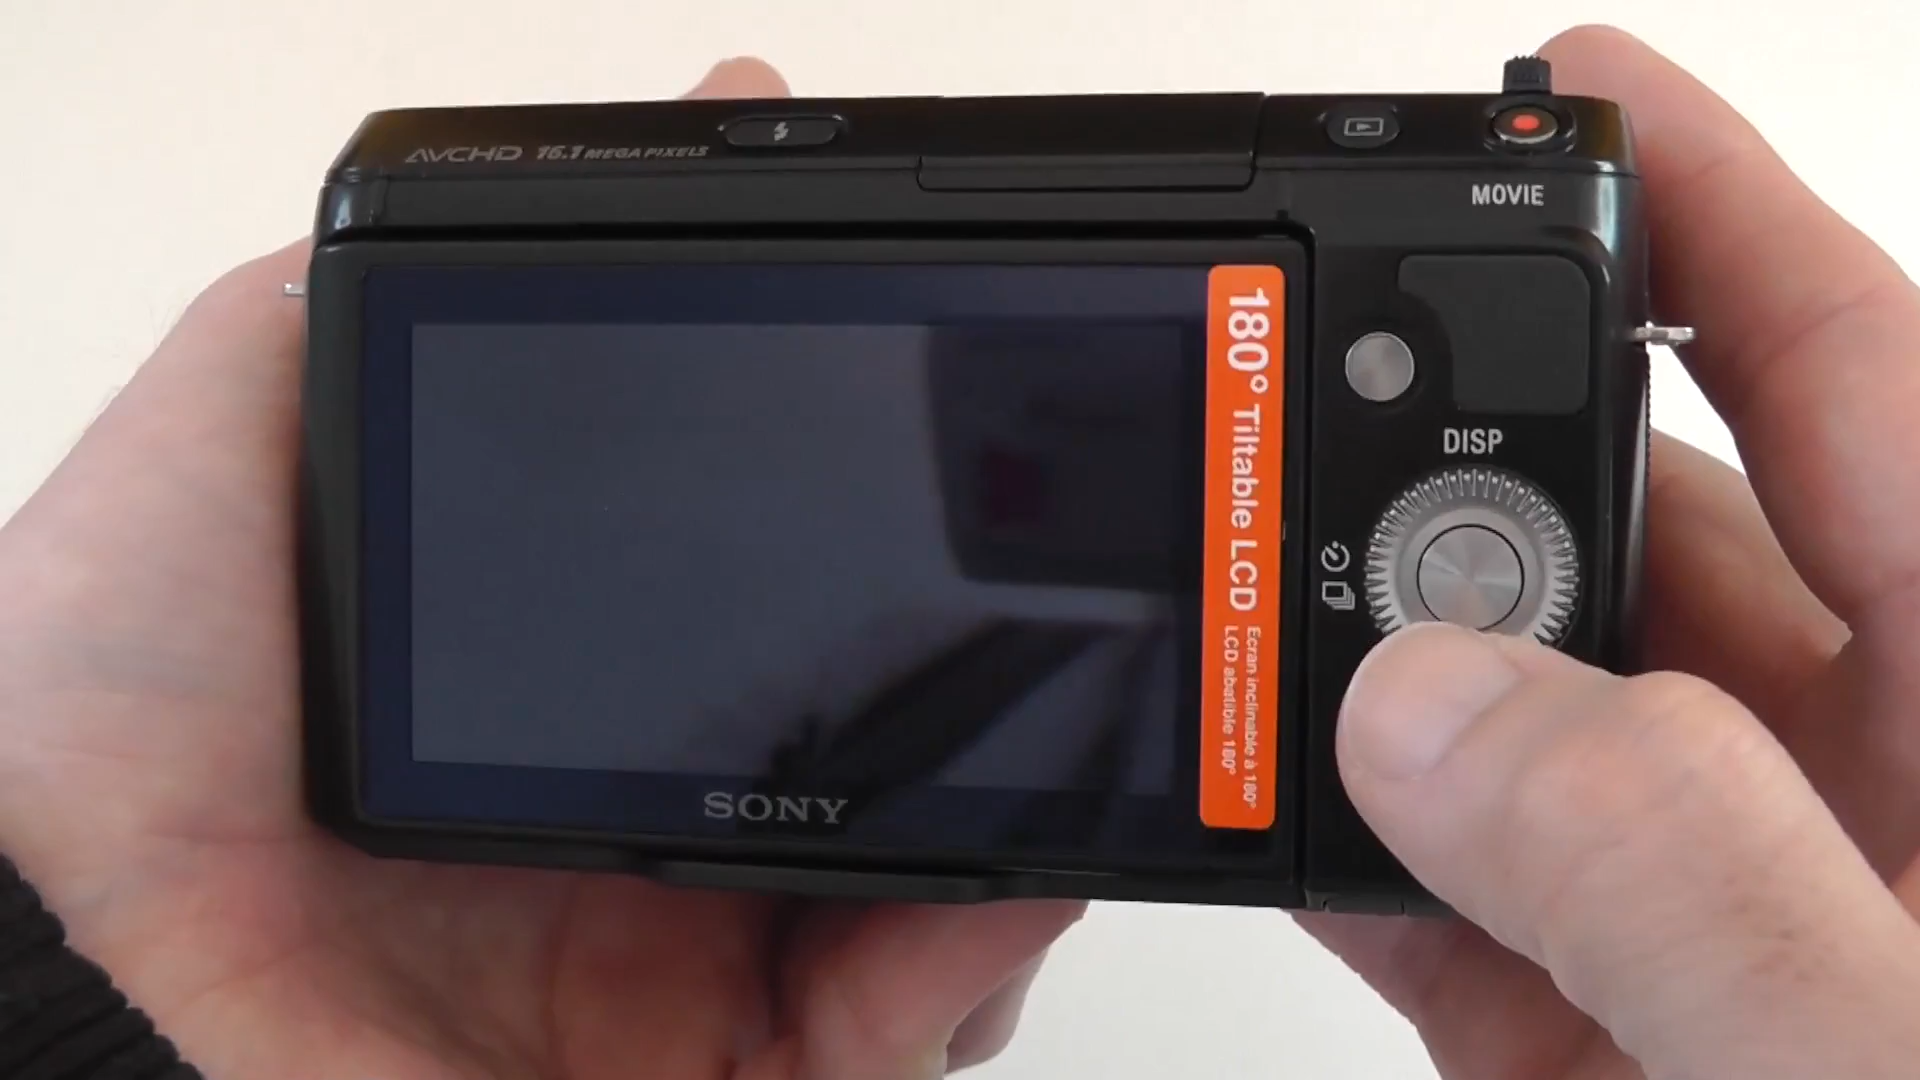 AVCHD 16.1 MEGA PIXELS
MOVIE
180° Tiltable LCD
Ecran inclinable à 180°
LCD abatible 180°
DISP
SONY